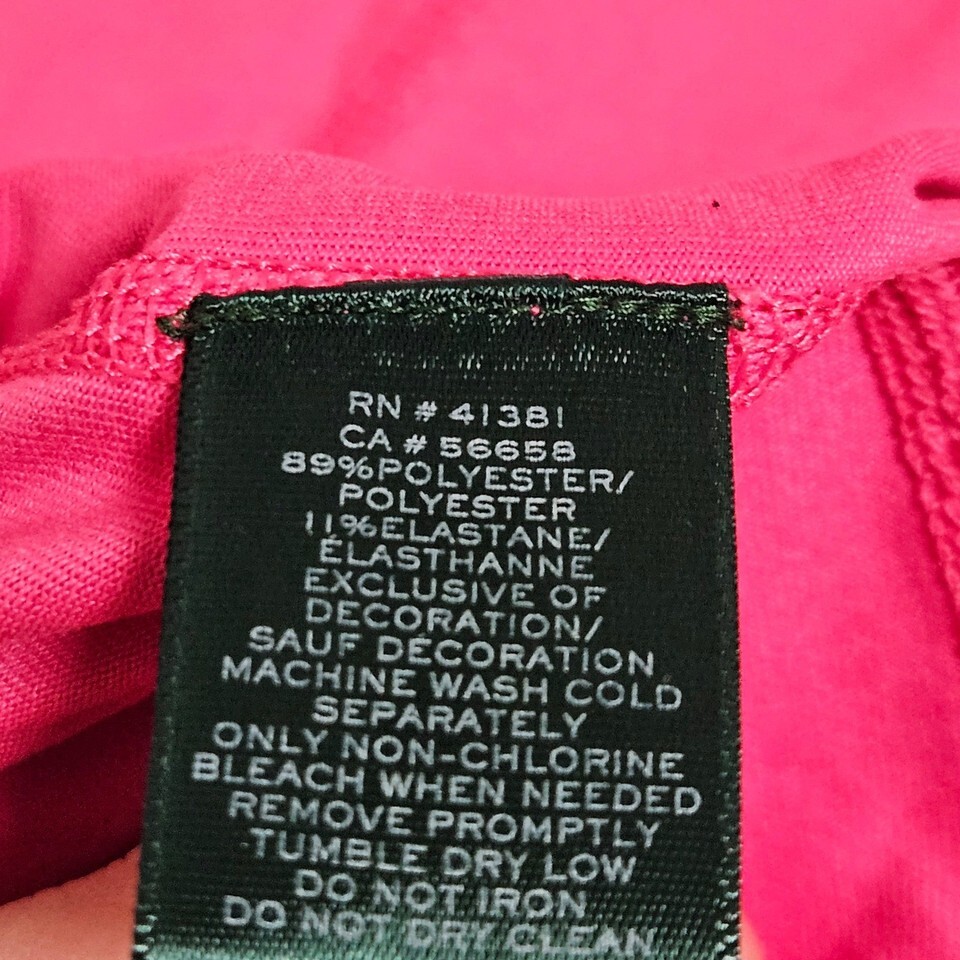 RN # 41381
CA # 56658
89%POLYESTER/
POLYESTER
11%ELASTANE/
ÉLASTHANNE
EXCLUSIVE OF
DECORATION/
SAUF DECORATION
MACHINE WASH COLD
SEPARATELY
ONLY NON-CHLORINE
BLEACH WHEN NEEDED
REMOVE PROMPTLY
TUMBLE DRY LOW
DO NOT IRON
DO NOT DRY CLEAN